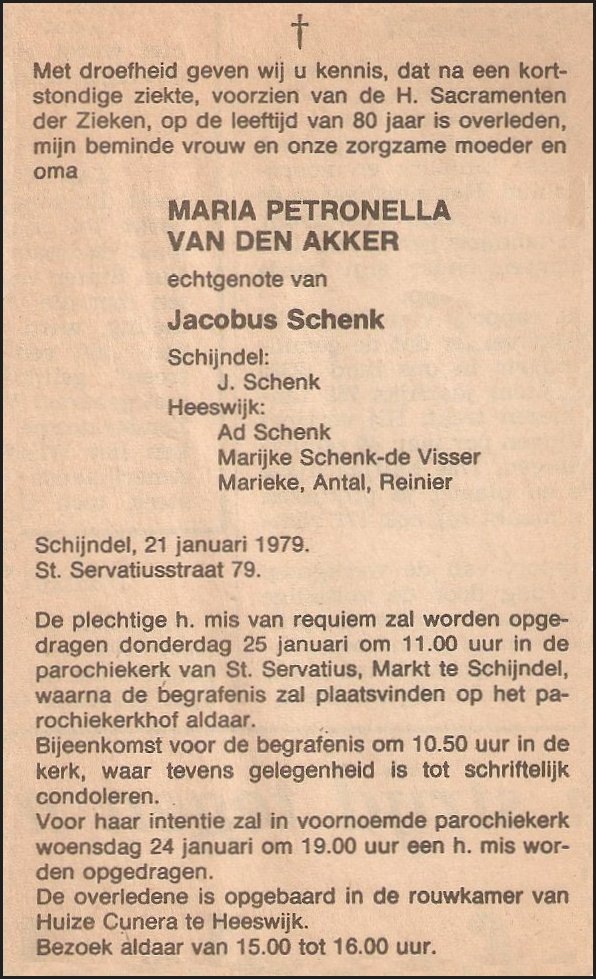 Met droefheid geven wij u kennis, dat na een kort-
stondige ziekte, voorzien van de H. Sacramenten
der Zieken, op de leeftijd van 80 jaar is overleden,
mijn beminde vrouw en onze zorgzame moeder en
oma
MARIA PETRONELLA
VAN DEN AKKER
echtgenote van
Jacobus Schenk
Schijndel:
J. Schenk
Heeswijk:
Ad Schenk
Marijke Schenk-de Visser
Marieke, Antal, Reinier
Schijndel, 21 januari 1979.
St. Servatiusstraat 79.
De plechtige h. mis van requiem zal worden opge-
dragen donderdag 25 januari om 11.00 uur in de
parochiekerk van St. Servatius, Markt te Schijndel,
waarna de begrafenis zal plaatsvinden op het pa-
rochiekerkhof aldaar.
Bijeenkomst voor de begrafenis om 10.50 uur in de
kerk, waar tevens gelegenheid is tot schriftelijk
condoleren.
Voor haar intentie zal in voornoemde parochiekerk
woensdag 24 januari om 19.00 uur een h. mis wor-
den opgedragen.
De overledene is opgebaard in de rouwkamer van
Huize Cunera te Heeswijk.
Bezoek aldaar van 15.00 tot 16.00 uur.